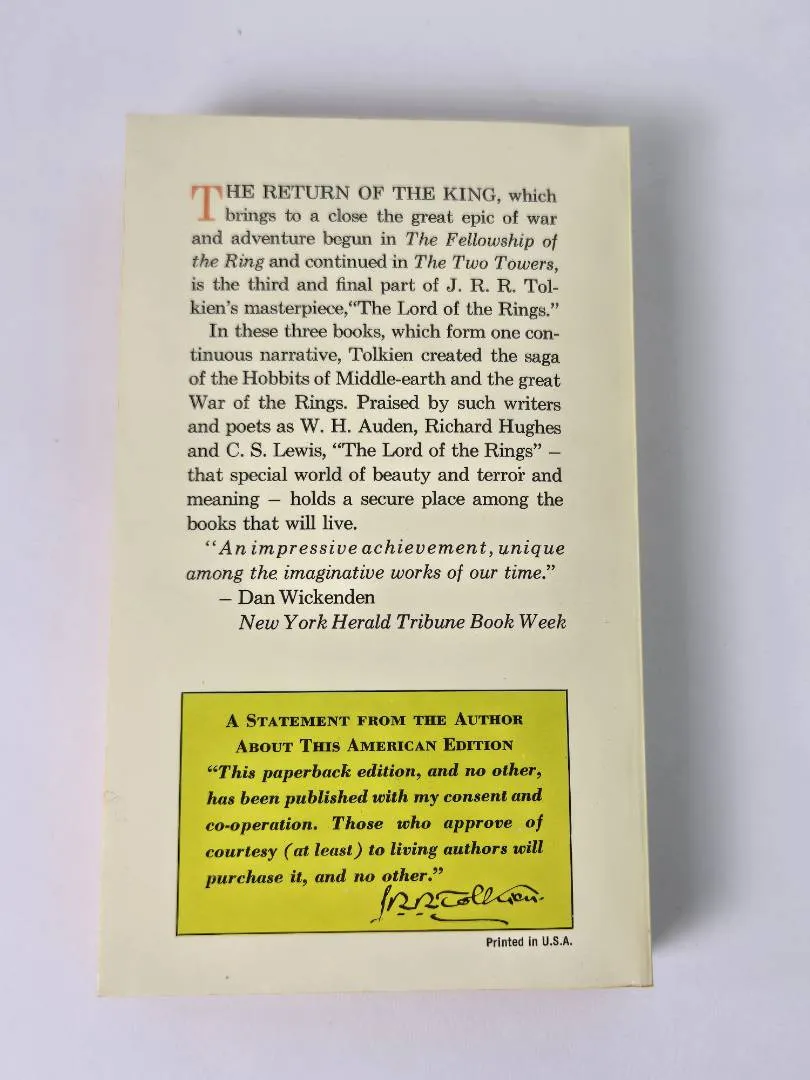 THE RETURN OF THE KING, which
brings to a close the great epic of war
and adventure begun in The Fellowship of
the Ring and continued in The Two Towers,
is the third and final part of J. R. R. Tol-
kien's masterpiece,“The Lord of the Rings.”
In these three books, which form one con-
tinuous narrative, Tolkien created the saga
of the Hobbits of Middle-earth and the great
War of the Rings. Praised by such writers
and poets as W. H. Auden, Richard Hughes
and C. S. Lewis, “The Lord of the Rings” –
that special world of beauty and terror and
meaning – holds a secure place among the
books that will live.
“An impressive achievement, unique
among the imaginative works of our time.”
– Dan Wickenden
New York Herald Tribune Book Week
A STATEMENT FROM THE AUTHOR
ABOUT THIS AMERICAN EDITION
“This paperback edition, and no other,
has been published with my consent and
co-operation. Those who approve of
courtesy (at least) to living authors will
purchase it, and no other.”
J.R.R. Tolkien.
Printed in U.S.A.